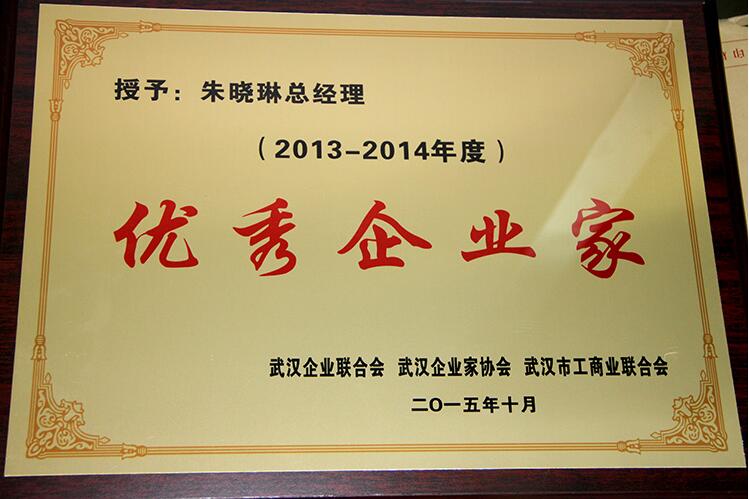 授予：朱晓琳总经理
（2013-2014年度）
优秀企业家
武汉企业联合会 武汉企业家协会 武汉市工商业联合会
二O一五年十月